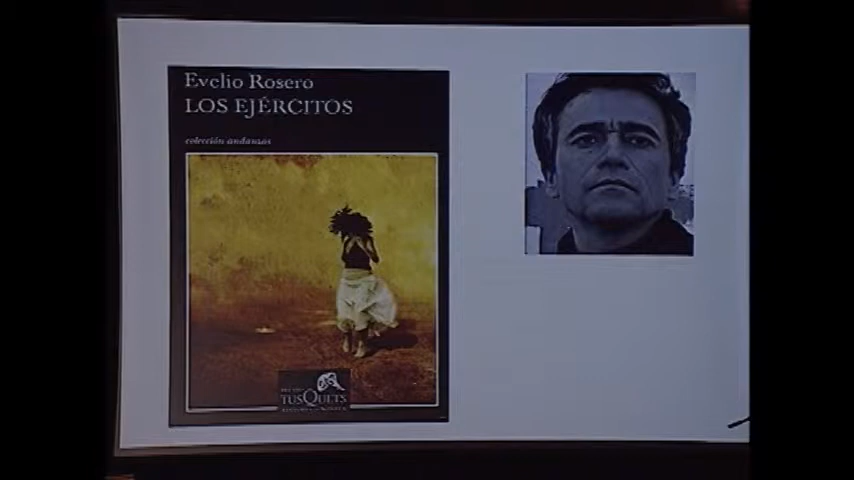 Evelio Rosero
LOS EJÉRCITOS
colección andanzas
TUSQUETS